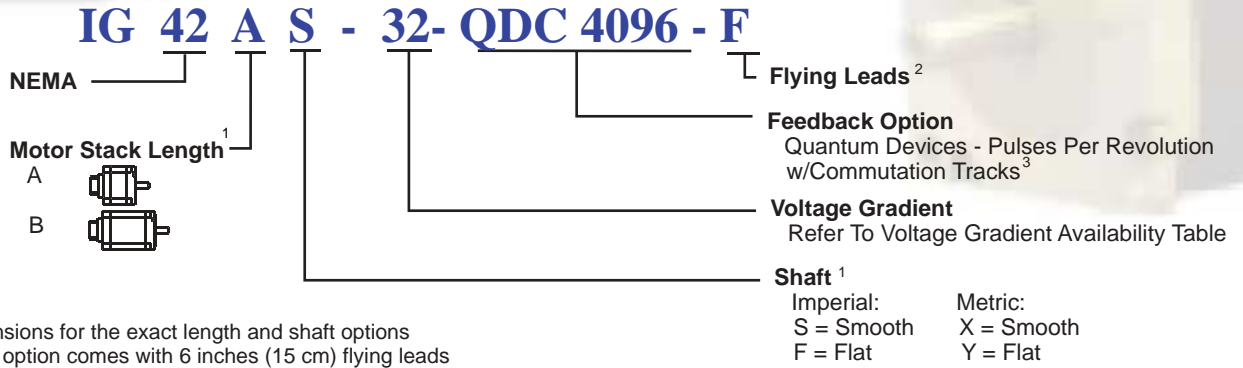 IG 42 A S - 32- QDC 4096 - F
NEMA
Flying Leads 2
Motor Stack Length 1
A
B
Feedback Option
Quantum Devices - Pulses Per Revolution
w/Commutation Tracks 3
Voltage Gradient
Refer To Voltage Gradient Availability Table
Shaft 1
Imperial: Metric:
S = Smooth X = Smooth
F = Flat Y = Flat
nsions for the exact length and shaft options
option comes with 6 inches (15 cm) flying leads